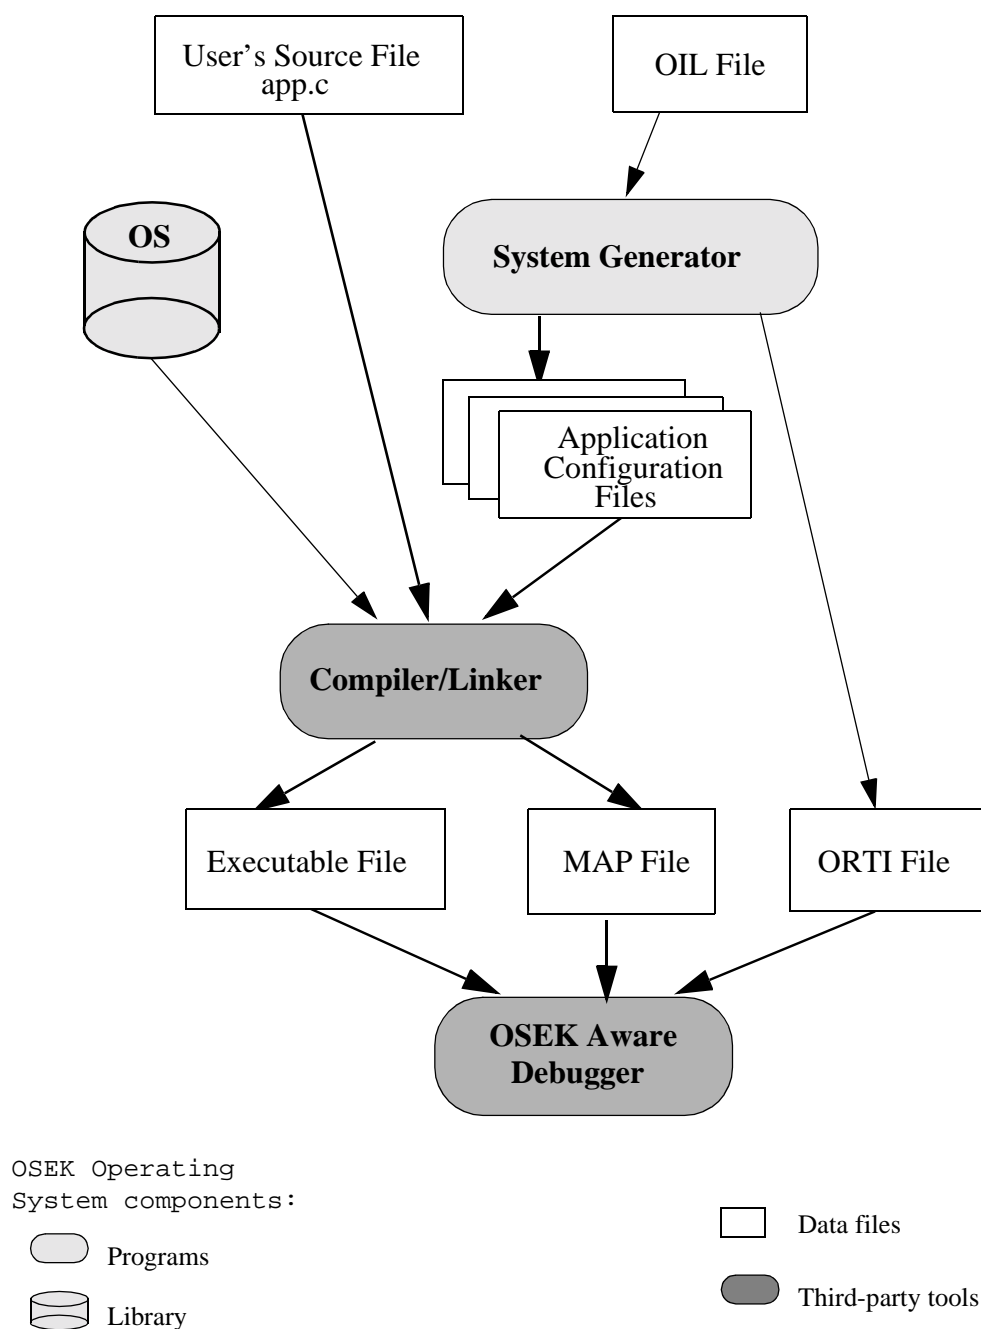 User’s Source File
app.c
OIL File
OS
System Generator
Application
Configuration
Files
Compiler/Linker
Executable File
MAP File
ORTI File
OSEK Aware
Debugger
OSEK Operating
System components:
Programs
Library
Data files
Third-party tools